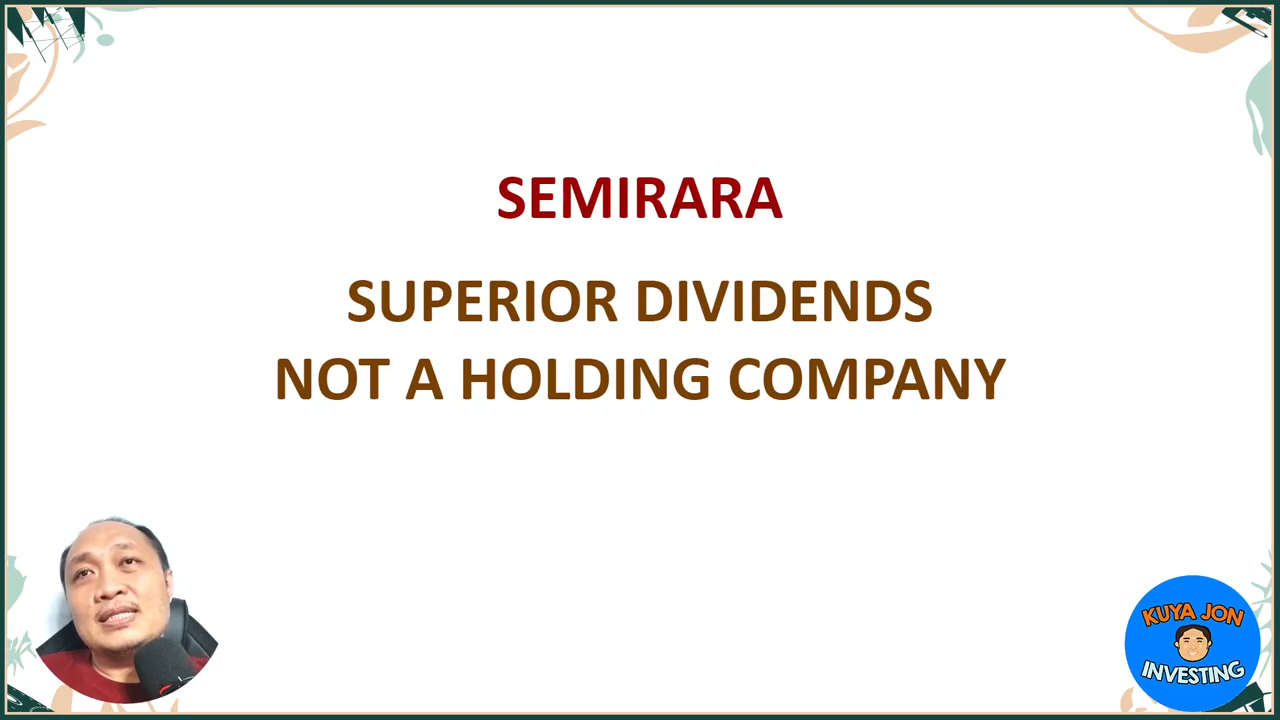 SEMIRARA
SUPERIOR DIVIDENDS
NOT A HOLDING COMPANY
KUYA JON
INVESTING